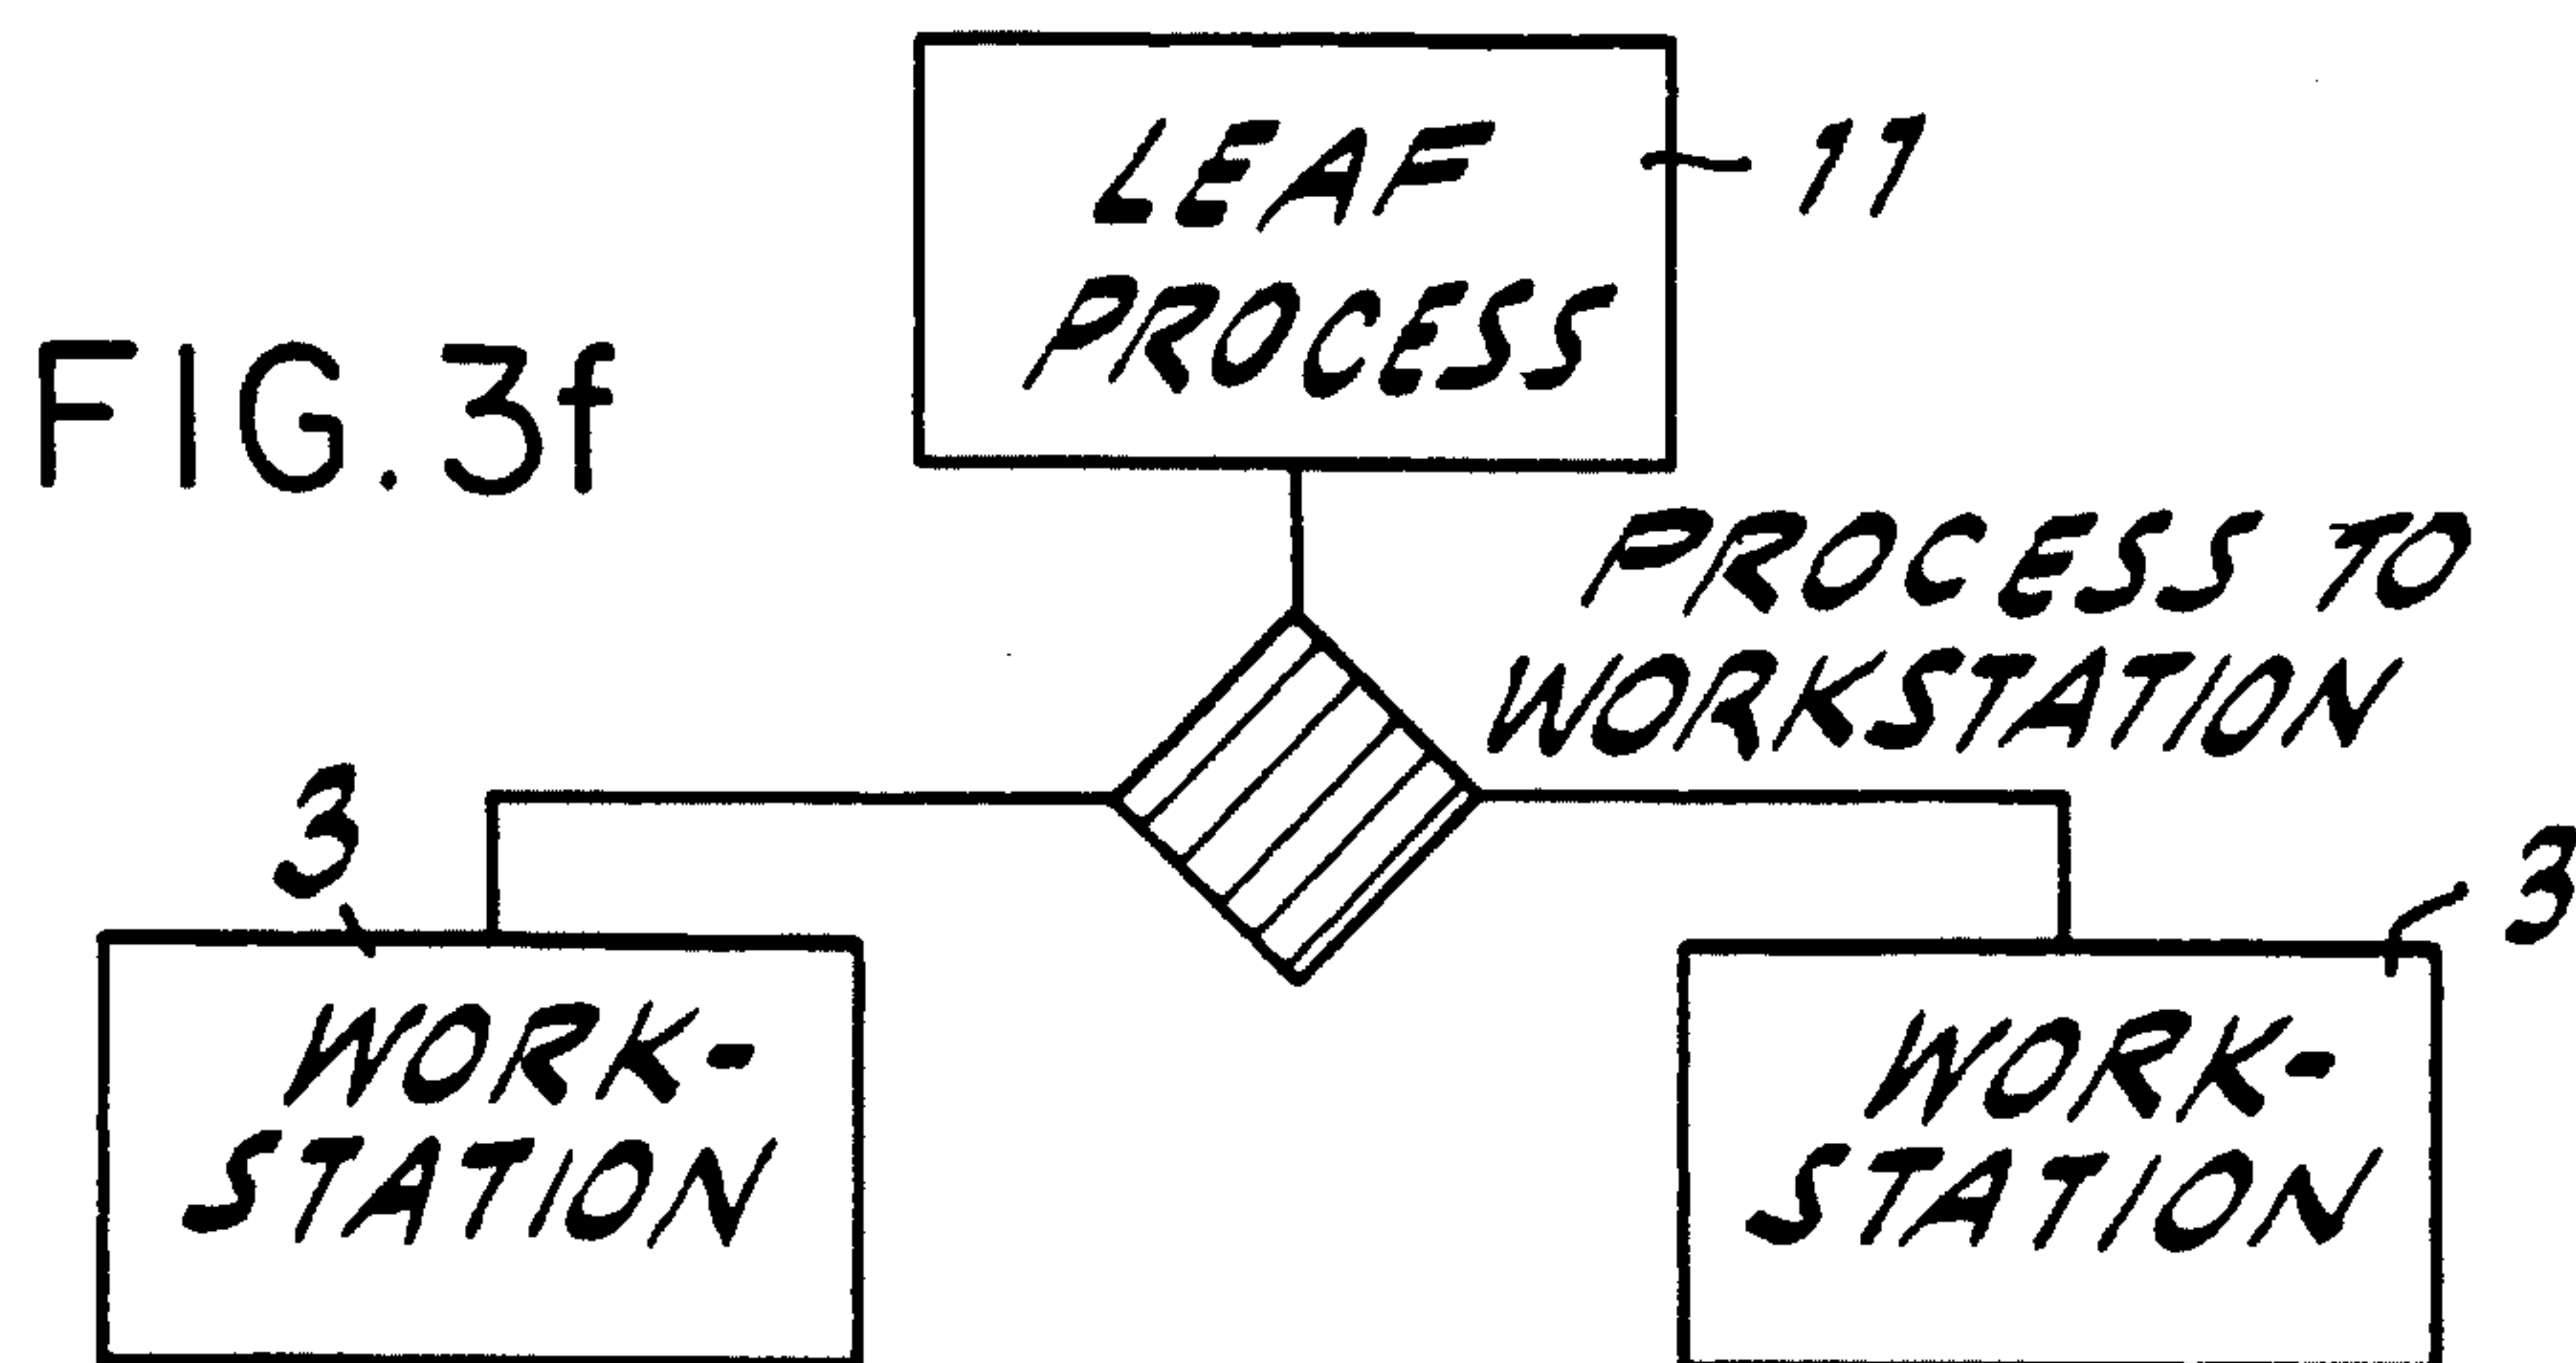 LEAF
PROCESS
11
FIG.3f
PROCESS TO
WORKSTATION
3
3
WORK-
STATION
WORK-
STATION